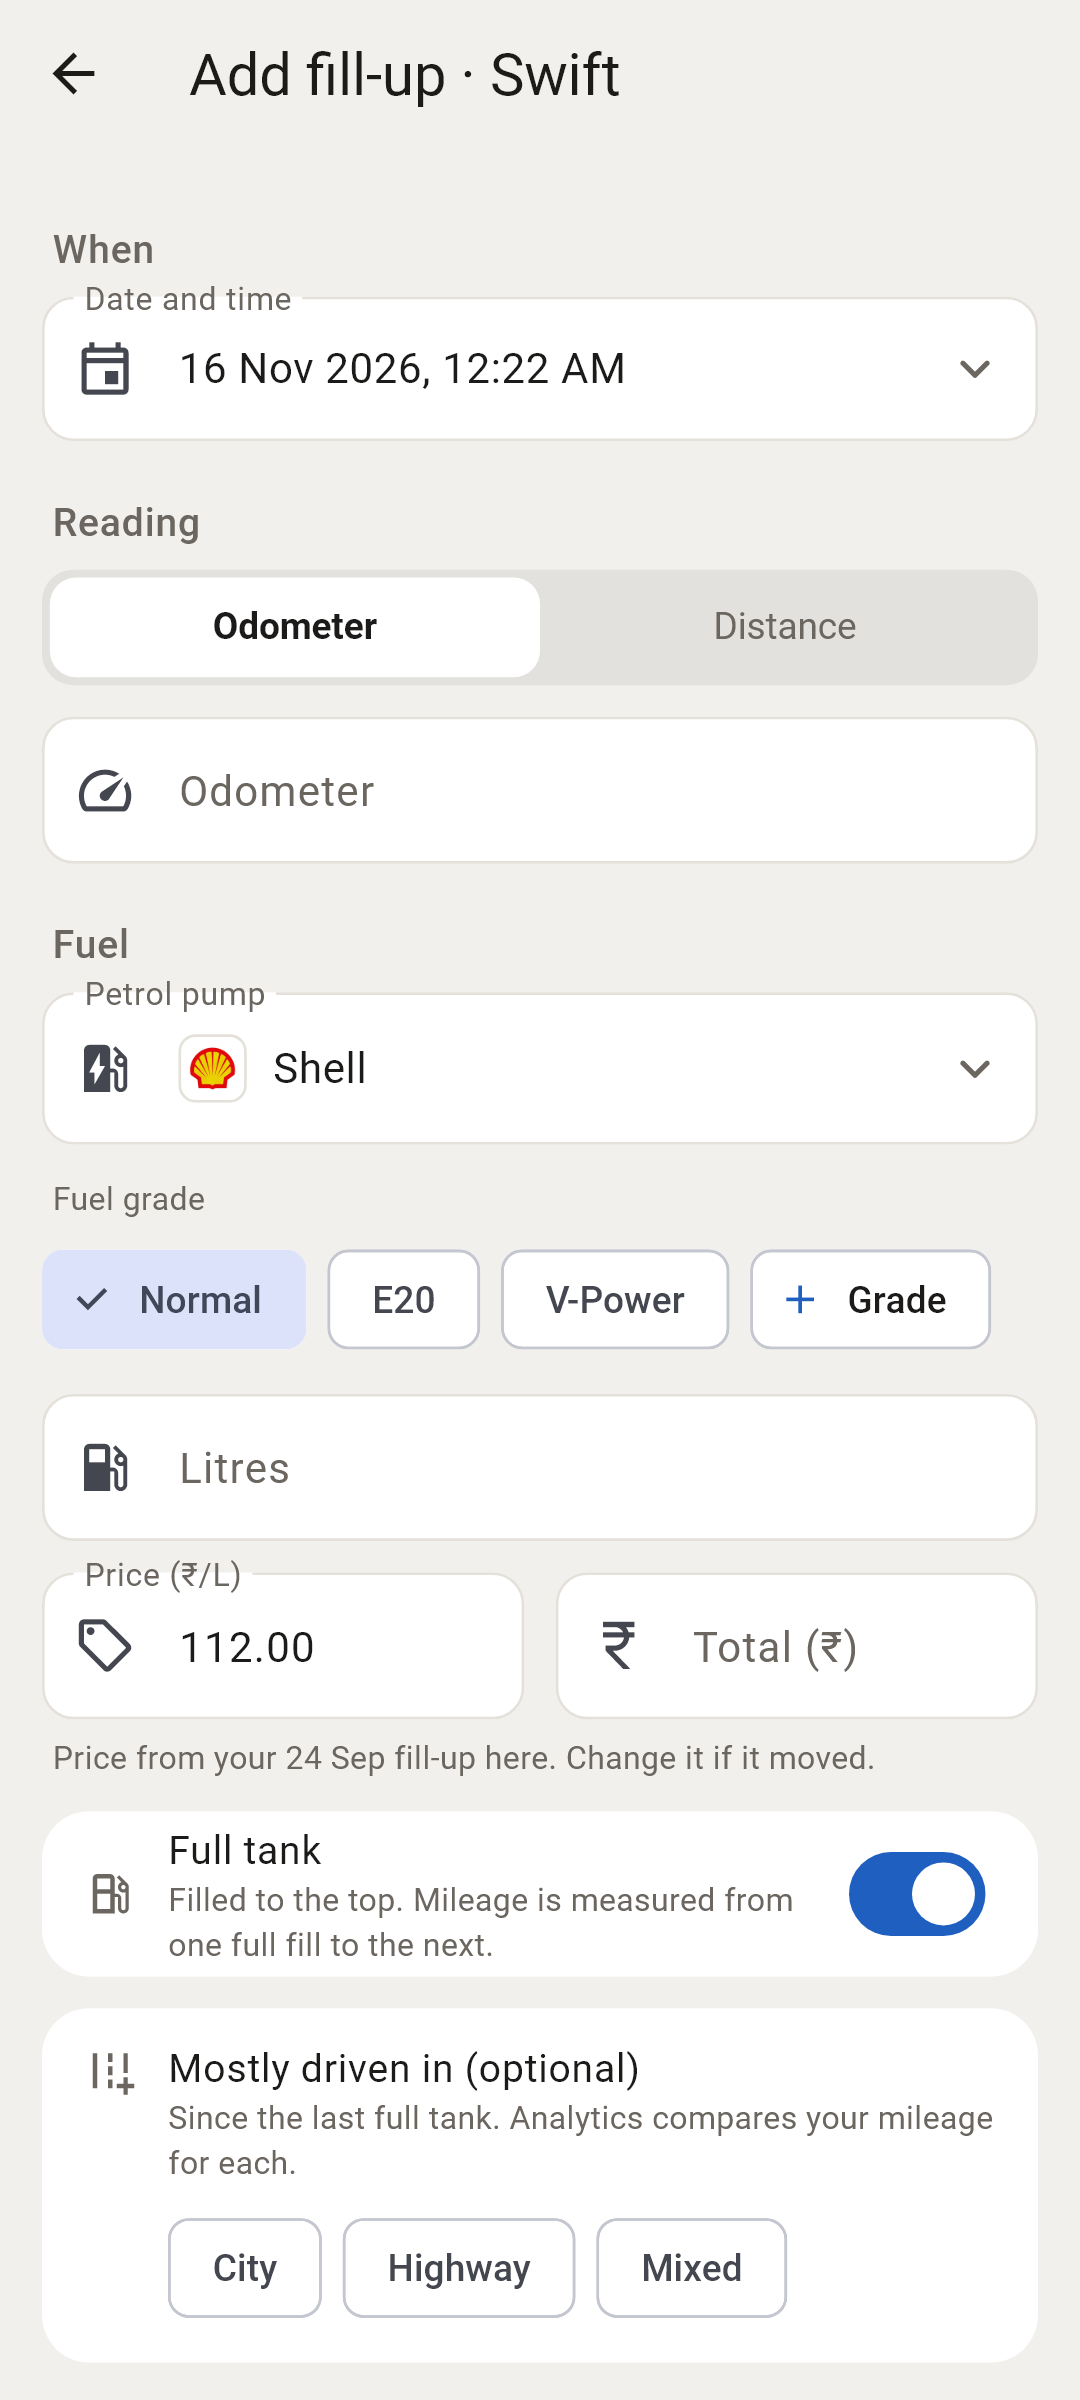 Add fill-up · Swift
When
Date and time
16 Nov 2026, 12:22 AM
Reading
Odometer
Distance
Odometer
Fuel
Petrol pump
Shell
Fuel grade
Normal
E20
V-Power
Grade
Litres
Price (₹/L)
112.00
Total (₹)
Price from your 24 Sep fill-up here. Change it if it moved.
Full tank
Filled to the top. Mileage is measured from
one full fill to the next.
Mostly driven in (optional)
Since the last full tank. Analytics compares your mileage
for each.
City
Highway
Mixed